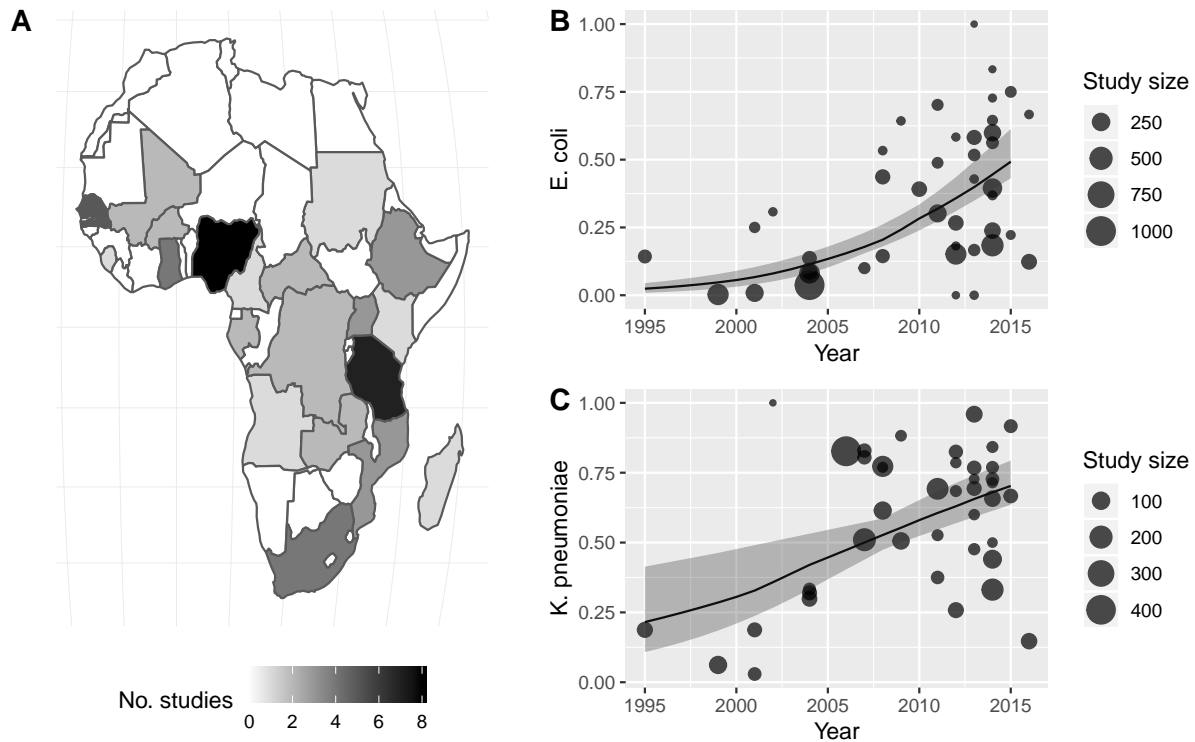 A
No. studies
0 2 4 6 8
B
E. coli
1.00
0.75
0.50
0.25
0.00
1995 2000 2005 2010 2015
Year
Study size
250
500
750
1000
C
K. pneumoniae
1.00
0.75
0.50
0.25
0.00
1995 2000 2005 2010 2015
Year
Study size
100
200
300
400